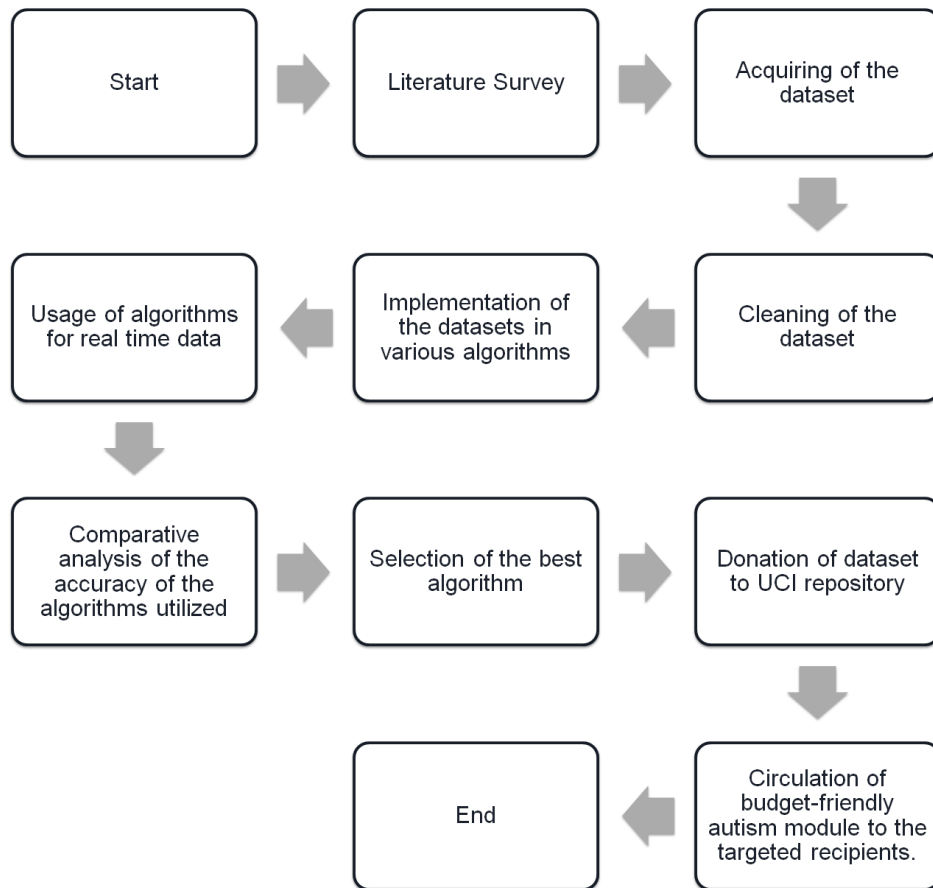 Start
Literature Survey
Acquiring of the
dataset
Cleaning of the
dataset
Implementation of
the datasets in
various algorithms
Usage of algorithms
for real time data
Comparative
analysis of the
accuracy of the
algorithms utilized
Selection of the best
algorithm
Donation of dataset
to UCI repository
Circulation of
budget-friendly
autism module to the
targeted recipients.
End